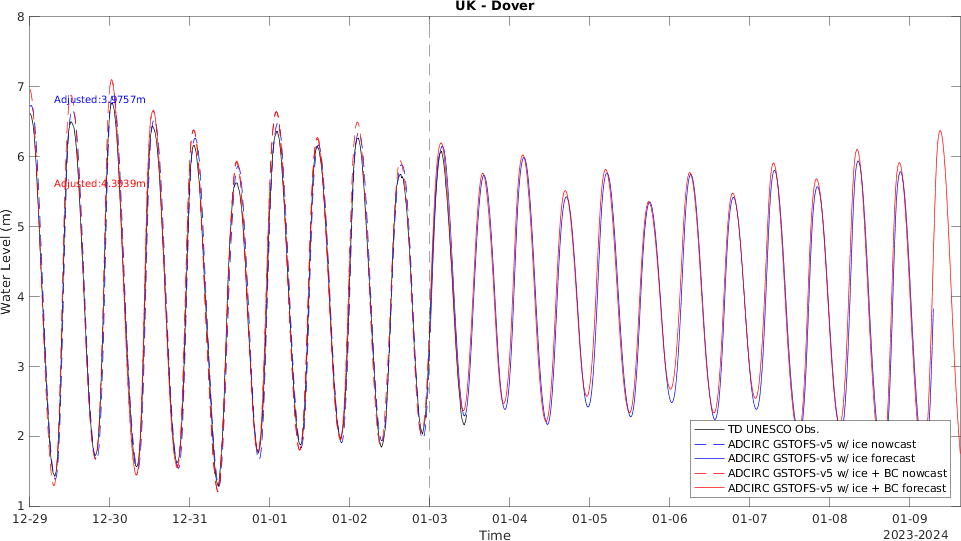 UK - Dover
8
7
6
5
4
3
2
1
Water Level (m)
Adjusted:3.9757m
Adjusted:4.3939m
TD UNESCO Obs.
ADCIRC GSTOFS-v5 w/ ice nowcast
ADCIRC GSTOFS-v5 w/ ice forecast
ADCIRC GSTOFS-v5 w/ ice + BC nowcast
ADCIRC GSTOFS-v5 w/ ice + BC forecast
12-29 12-30 12-31 01-01 01-02 01-03 01-04 01-05 01-06 01-07 01-08 01-09
Time
2023-2024